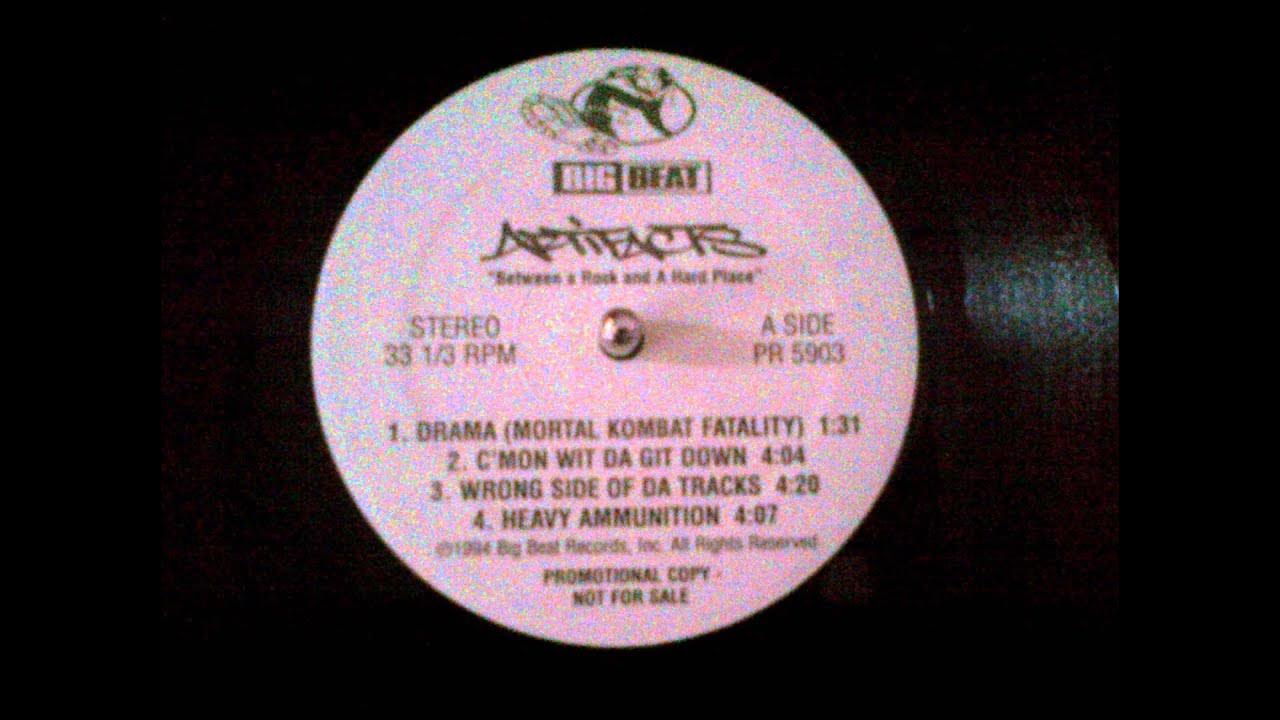 BIG BEAT
ARTIFACTS
"Between a Rock and A Hard Place"
STEREO
33 1/3 RPM
A SIDE
PR 5903
1. DRAMA (MORTAL KOMBAT FATALITY) 1:31
2. C'MON WIT DA GIT DOWN 4:04
3. WRONG SIDE OF DA TRACKS 4:20
4. HEAVY AMMUNITION 4:07
©1994 Big Beat Records, Inc. All Rights Reserved
PROMOTIONAL COPY -
NOT FOR SALE